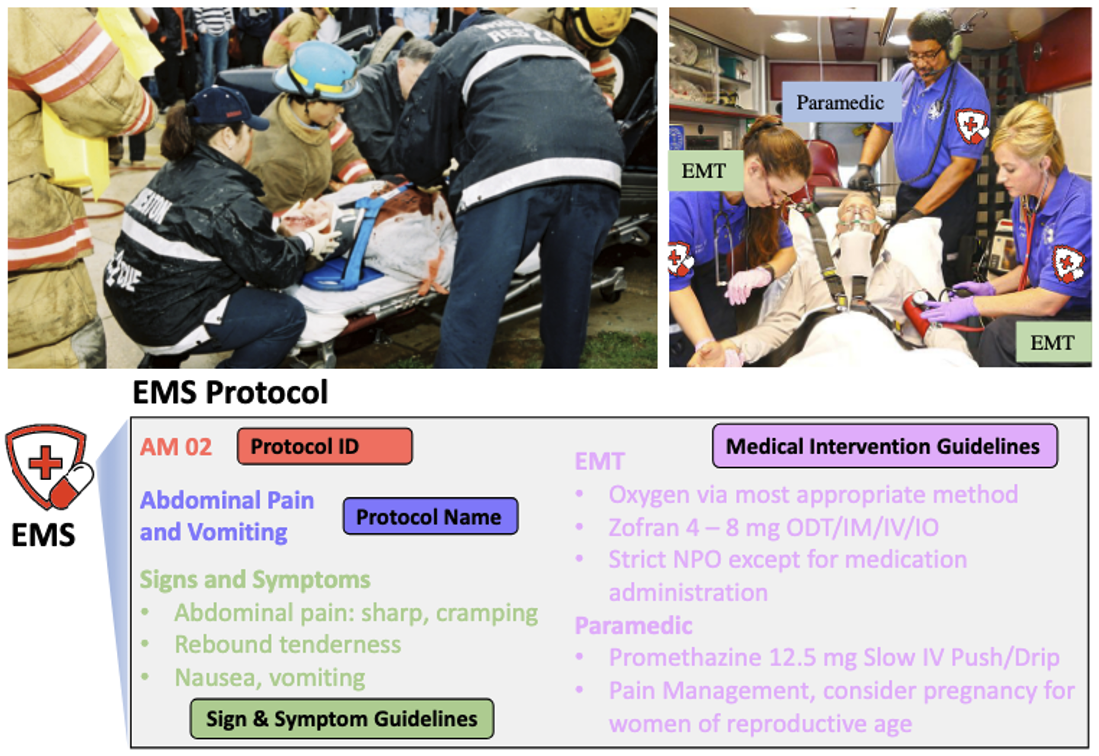 Paramedic
EMT
EMT
EMS Protocol
EMS
AM 02
Protocol ID
Abdominal Pain
and Vomiting
Protocol Name
Signs and Symptoms
• Abdominal pain: sharp, cramping
• Rebound tenderness
• Nausea, vomiting
Sign & Symptom Guidelines
Medical Intervention Guidelines
EMT
• Oxygen via most appropriate method
• Zofran 4 – 8 mg ODT/IM/IV/IO
• Strict NPO except for medication
administration
Paramedic
• Promethazine 12.5 mg Slow IV Push/Drip
• Pain Management, consider pregnancy for
women of reproductive age